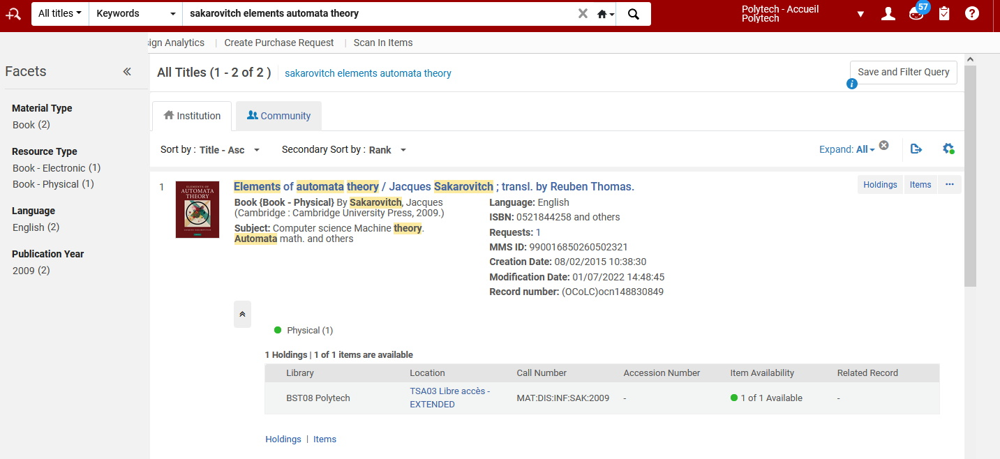 All titles Keywords sakarovitch elements automata theory
Polytech - Accueil
Polytech
57
ign Analytics | Create Purchase Request | Scan In Items
Facets
All Titles (1 - 2 of 2 ) sakarovitch elements automata theory
Save and Filter Query
Material Type
Book (2)
Resource Type
Book - Electronic (1)
Book - Physical (1)
Language
English (2)
Publication Year
2009 (2)
Institution Community
Sort by : Title - Asc Secondary Sort by : Rank
Expand: All
1
ELEMENTS OF
AUTOMATA
THEORY
JACQUES SAKAROVITCH
Elements of automata theory / Jacques Sakarovitch ; transl. by Reuben Thomas.
Holdings Items ...
Book {Book - Physical} By Sakarovitch, Jacques
(Cambridge : Cambridge University Press, 2009.)
Subject: Computer science Machine theory.
Automata math. and others
Language: English
ISBN: 0521844258 and others
Requests: 1
MMS ID: 990016850260502321
Creation Date: 08/02/2015 10:38:30
Modification Date: 01/07/2022 14:48:45
Record number: (OCoLC)ocn148830849
Physical (1)
1 Holdings | 1 of 1 items are available
Library Location Call Number Accession Number Item Availability Related Record
BST08 Polytech TSA03 Libre accès - EXTENDED MAT:DIS:INF:SAK:2009 - 1 of 1 Available -
Holdings | Items